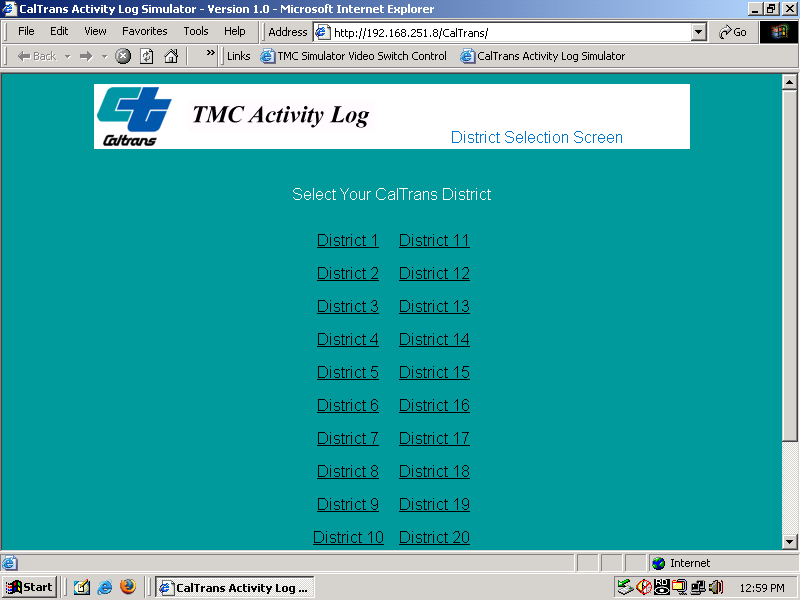 CalTrans Activity Log Simulator - Version 1.0 - Microsoft Internet Explorer
File Edit View Favorites Tools Help Address http://192.168.251.8/CalTrans/ Go
Back » Links TMC Simulator Video Switch Control CalTrans Activity Log Simulator
Caltrans
TMC Activity Log
District Selection Screen
Select Your CalTrans District
District 1 District 11
District 2 District 12
District 3 District 13
District 4 District 14
District 5 District 15
District 6 District 16
District 7 District 17
District 8 District 18
District 9 District 19
District 10 District 20
Internet
Start CalTrans Activity Log ... 12:59 PM